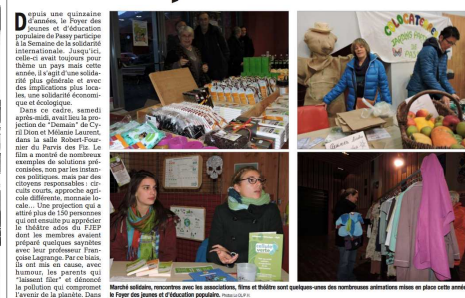 Depuis une quinzaine
d'années, le Foyer des
jeunes et d'éducation
populaire de Passy participe
à la Semaine de la solidarité
internationale. Jusqu'ici,
celle-ci avait toujours pour
thème un pays mais cette
année, il s'agit d'une solida-
rité plus générale et avec
des implications plus loca-
les, une solidarité économi-
que et écologique.
Dans ce cadre, samedi
après-midi, avait lieu la pro-
jection de "Demain" de Cy-
ril Dion et Mélanie Laurent,
dans la salle Robert-Four-
nier du Parvis des Fiz. Le
film a montré de nombreux
exemples de solutions pré-
conisées, non par les instan-
ces politiques, mais par des
citoyens responsables : cir-
cuits courts, approche agri-
cole différente, monnaie lo-
cale... Une projection qui a
attiré plus de 150 personnes
qui ont ensuite pu apprécier
le théâtre ados du FJEP
dont les membres avaient
préparé quelques saynètes
avec leur professeur Fran-
çoise Lagrange. Par ce biais,
ils ont mis en cause, avec
humour, les parents qui
"laissent filer" et dénoncé
la pollution qui compromet
l'avenir de la planète. Dans
COLOCATERRE
JARDINS PARTAGÉS
Marché solidaire, rencontres avec les associations, films et théâtre sont quelques-unes des nombreuses animations mises en place cette année
le Foyer des jeunes et d'éducation populaire.